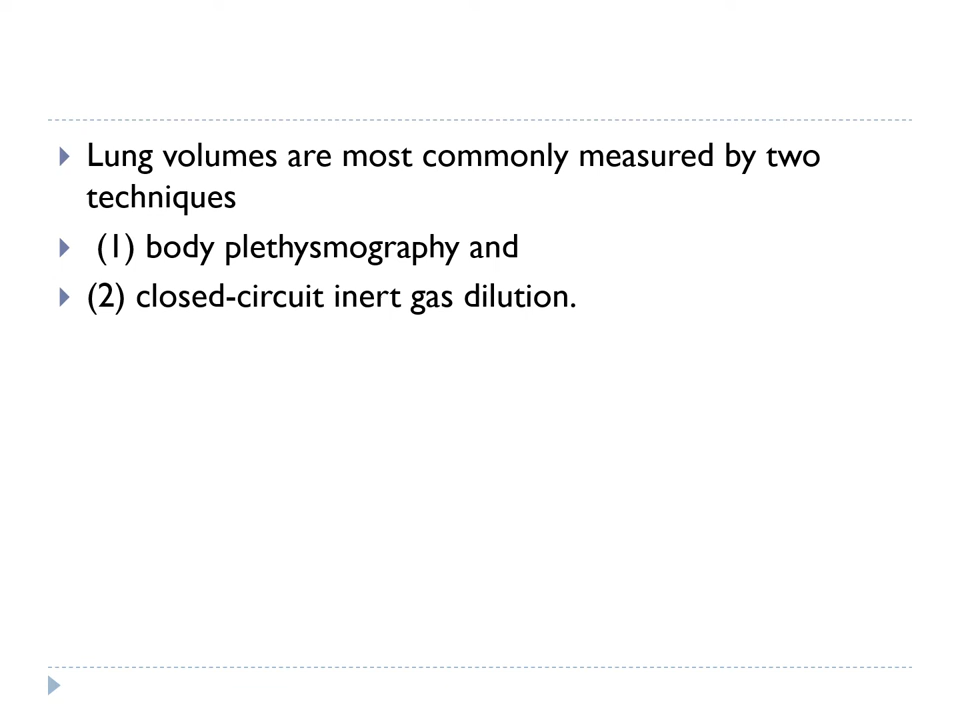 Lung volumes are most commonly measured by two
techniques
(1) body plethysmography and
(2) closed-circuit inert gas dilution.